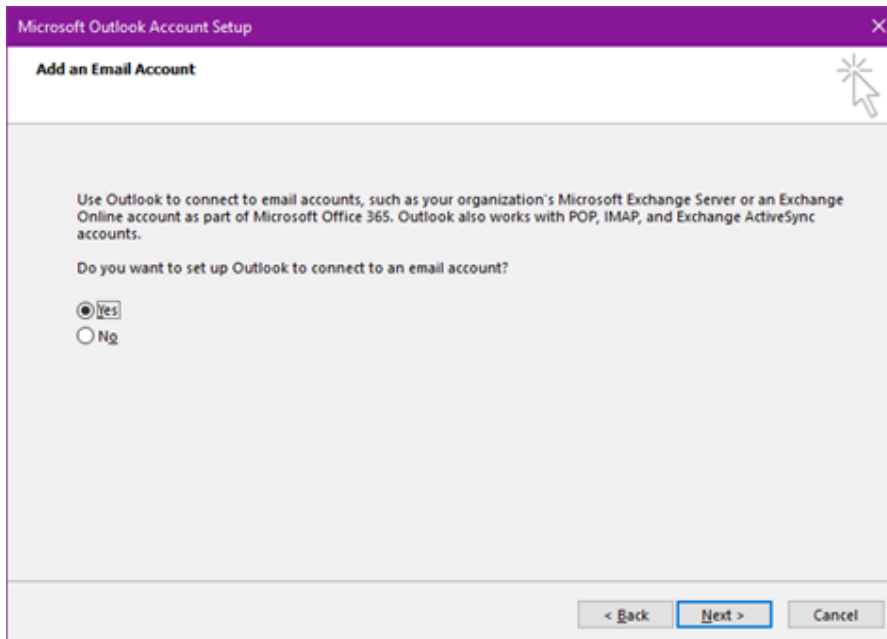 Microsoft Outlook Account Setup
Add an Email Account
Use Outlook to connect to email accounts, such as your organization's Microsoft Exchange Server or an Exchange
Online account as part of Microsoft Office 365. Outlook also works with POP, IMAP, and Exchange ActiveSync
accounts.
Do you want to set up Outlook to connect to an email account?
Yes
No
< Back Next > Cancel